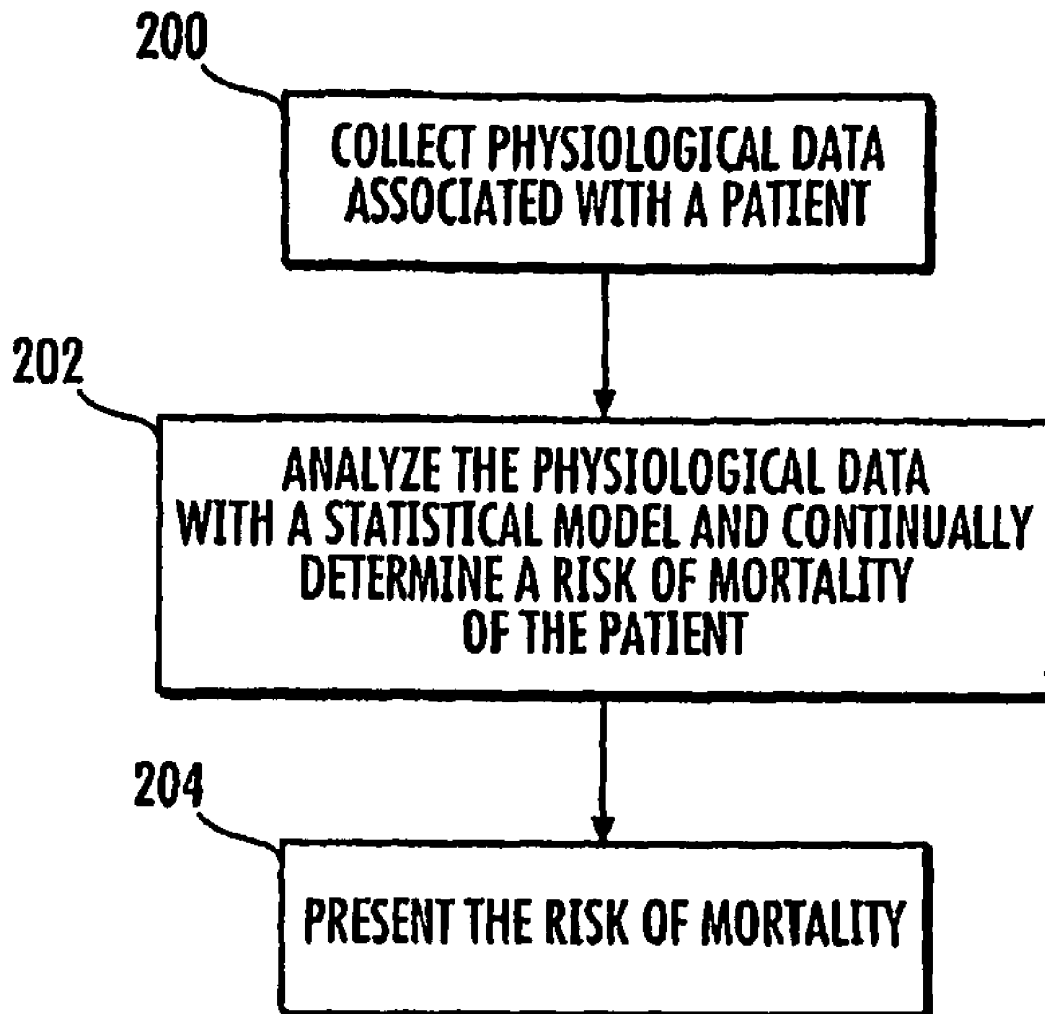 200
COLLECT PHYSIOLOGICAL DATA
ASSOCIATED WITH A PATIENT
202
ANALYZE THE PHYSIOLOGICAL DATA
WITH A STATISTICAL MODEL AND CONTINUALLY
DETERMINE A RISK OF MORTALITY
OF THE PATIENT
204
PRESENT THE RISK OF MORTALITY